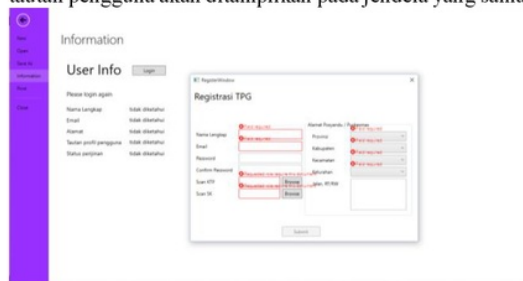 tautan pengguna akan ditampilkan pada jendela yang sama
New
Open
Save As
Information
Print
Close
Information
User Info
Login
Please login again
Nama Lengkap tidak diketahui
Email tidak diketahui
Alamat tidak diketahui
Tautan profil pengguna tidak diketahui
Status perijinan tidak diketahui
RegisterWindow
Registrasi TPG
Nama Lengkap
Email
Password
Confirm Password
Scan KTP Browse
Scan SK Browse
Alamat Posyandu / Puskesmas
Provinsi
Kabupaten
Kecamatan
Kelurahan
Jalan, RT/RW
Submit